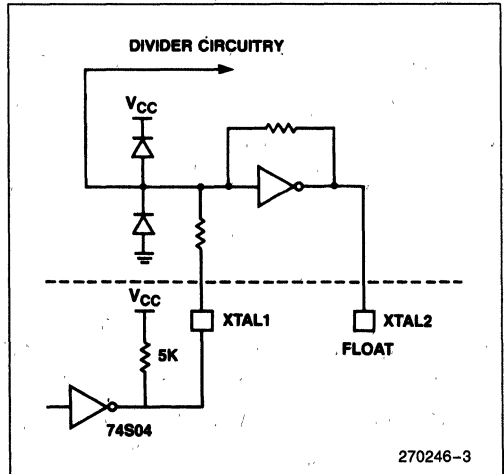 DIVIDER CIRCUITRY
VCC
VCC
XTAL1
XTAL2
5K
FLOAT
74S04
270246-3